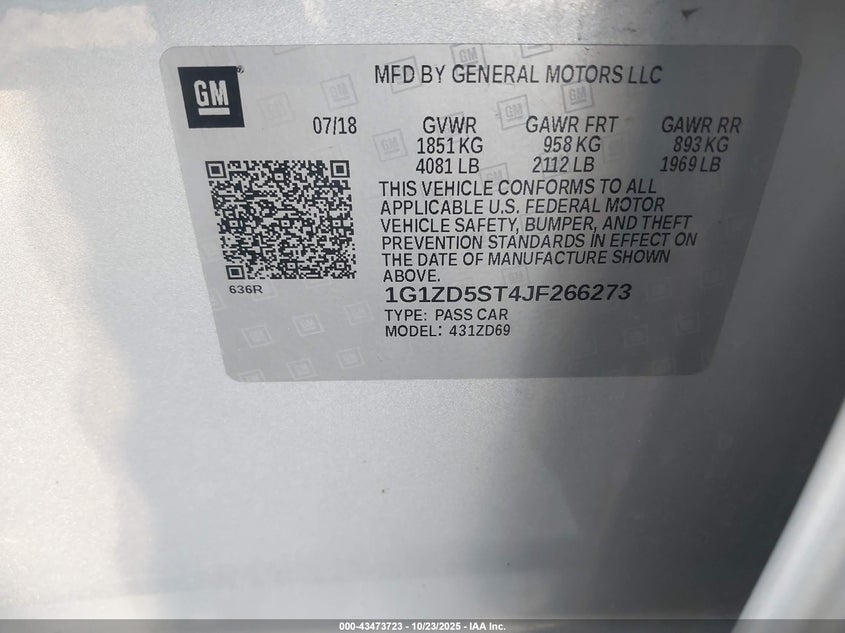 GM
MFD BY GENERAL MOTORS LLC
07/18 GVWR GAWR FRT GAWR RR
1851 KG 958 KG 893 KG
4081 LB 2112 LB 1969 LB
THIS VEHICLE CONFORMS TO ALL
APPLICABLE U.S. FEDERAL MOTOR
VEHICLE SAFETY, BUMPER, AND THEFT
PREVENTION STANDARDS IN EFFECT ON
THE DATE OF MANUFACTURE SHOWN
ABOVE.
636R
1G1ZD5ST4JF266273
TYPE: PASS CAR
MODEL: 431ZD69
000-43473723 - 10/23/2025 - IAA Inc.